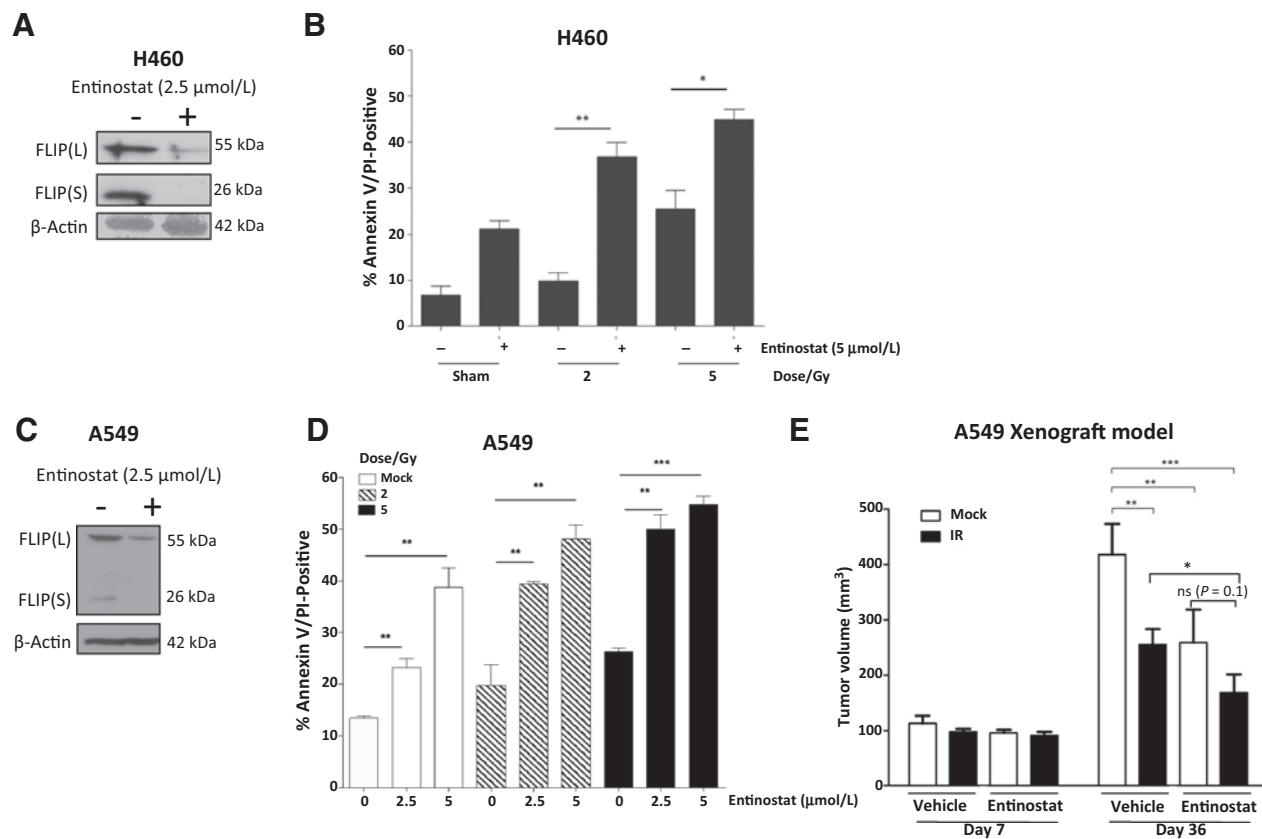 A
H460
Entinostat (2.5 μmol/L)
- +
FLIP(L) 55 kDa
FLIP(S) 26 kDa
β-Actin 42 kDa
B
H460
% Annexin V/PI-Positive
60
50
40
30
20
10
0
**
*
– + – + – + Entinostat (5 μmol/L)
Sham 2 5 Dose/Gy
C
A549
Entinostat (2.5 μmol/L)
- +
FLIP(L) 55 kDa
FLIP(S) 26 kDa
β-Actin 42 kDa
D
A549
Dose/Gy
Mock
2
5
% Annexin V/PI-Positive
60
50
40
30
20
10
0
**
**
**
**
**
***
0 2.5 5 0 2.5 5 0 2.5 5 Entinostat (μmol/L)
E
A549 Xenograft model
Mock
IR
Tumor volume (mm³)
500
400
300
200
100
0
***
**
**
*
ns (P = 0.1)
Vehicle Entinostat Vehicle Entinostat
Day 7 Day 36